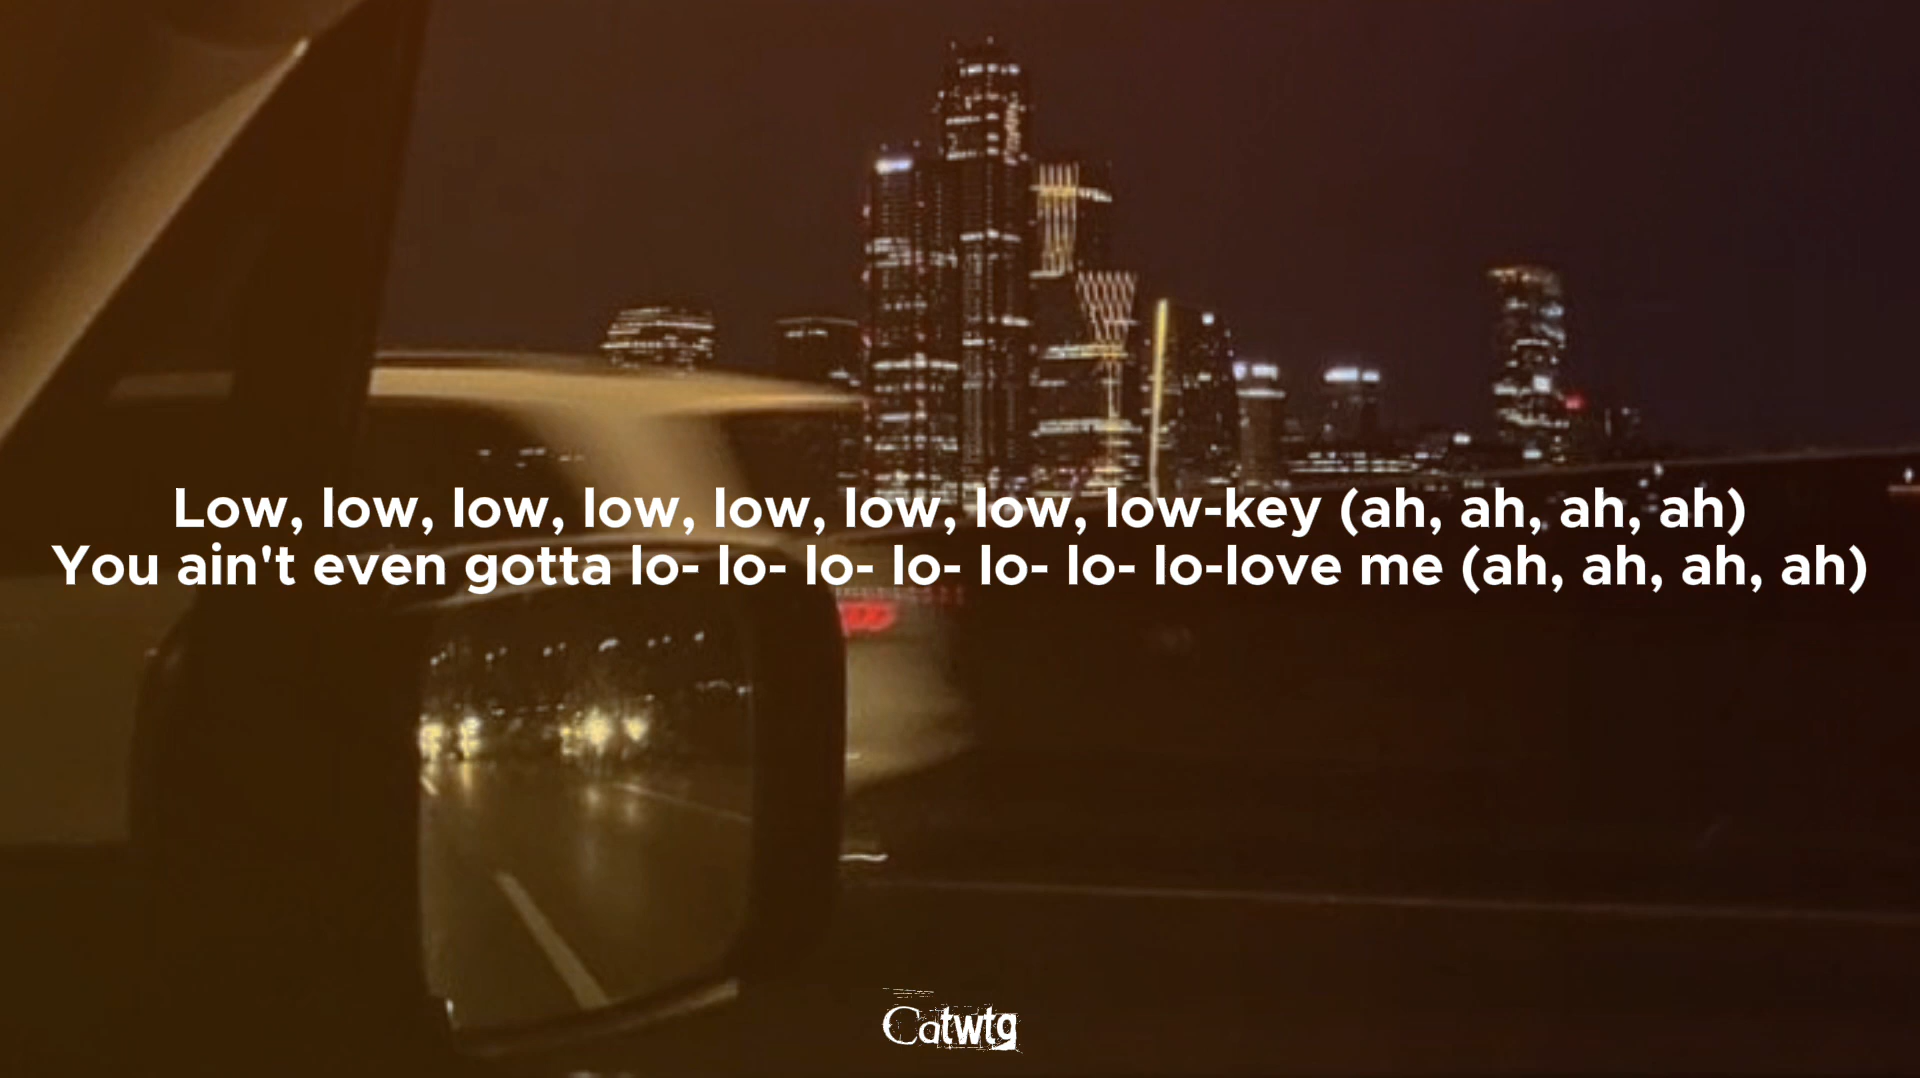 Low, low, low, low, low, low, low, low-key (ah, ah, ah, ah)
You ain't even gotta lo- lo- lo- lo- lo- lo- lo-love me (ah, ah, ah, ah)
Catwtg